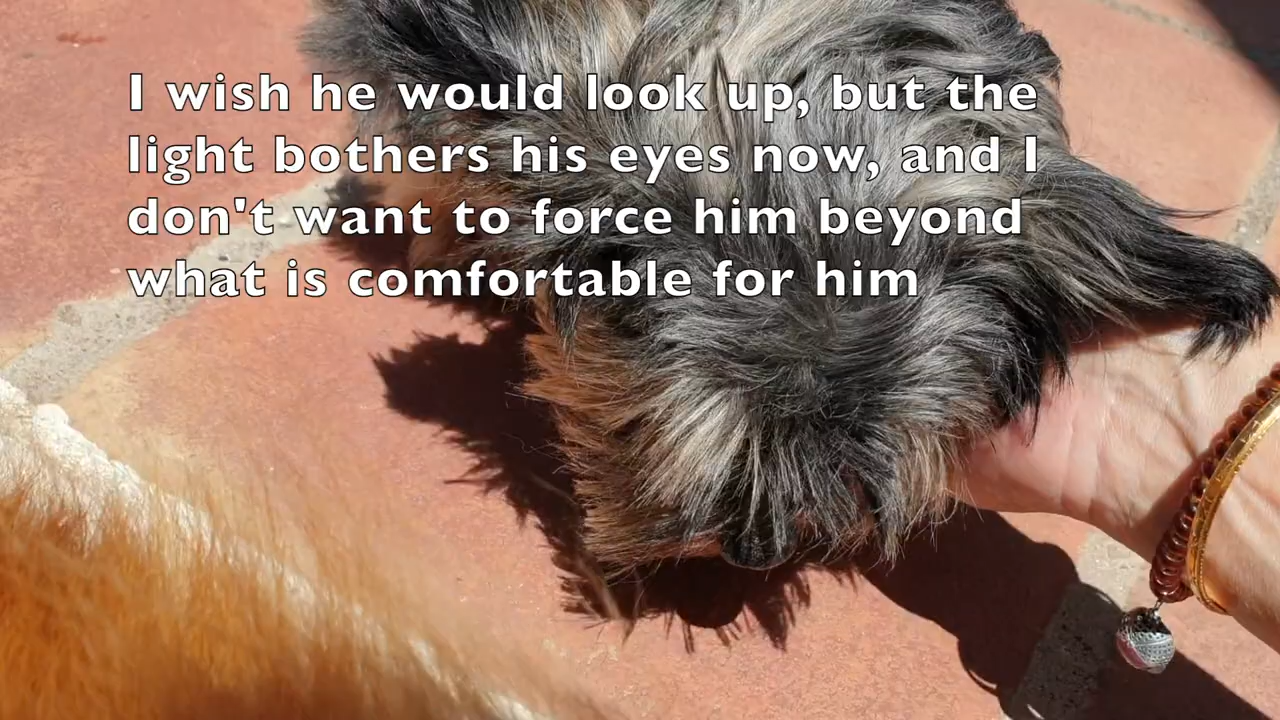 I wish he would look up, but the
light bothers his eyes now, and I
don't want to force him beyond
what is comfortable for him